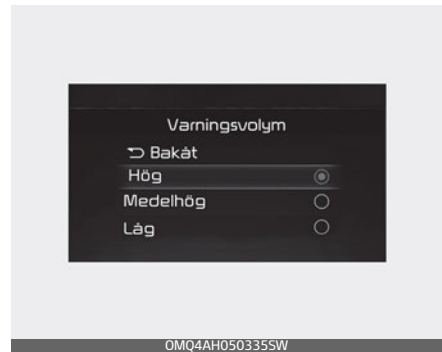 Varningsvolym
⮌ Bakåt
Hög
Medelhög
Låg
OMQ4AH050335SW